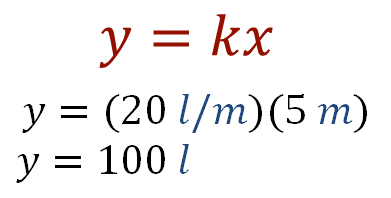 y = kx
y = (20 l/m)(5 m)
y = 100 l